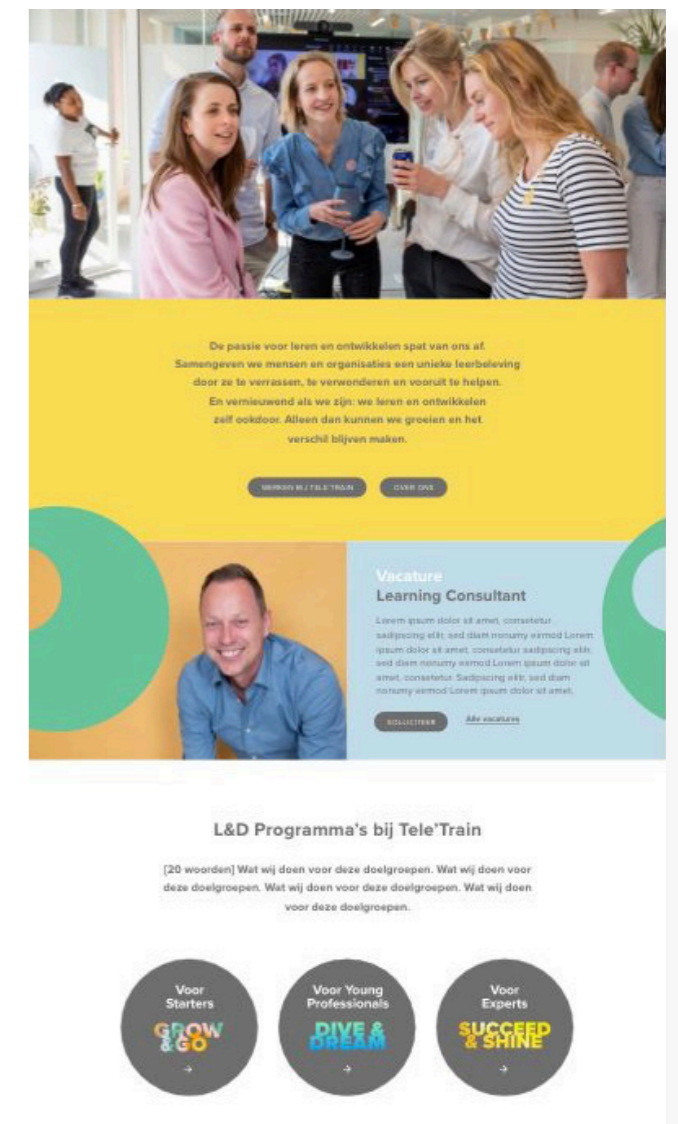 De passie voor leren en ontwikkelen spat van ons af.
Samengeven we mensen en organisaties een unieke leerbeleving
door ze te verrassen, te verwonderen en vooruit te helpen.
En vernieuwend als we zijn: we leren en ontwikkelen
zelf ookdoor. Alleen dan kunnen we groeien en het
verschil blijven maken.
WERKEN BIJ TELE'TRAIN
OVER ONS
Vacature
Learning Consultant
Lorem ipsum dolor sit amet, consetetur
sadipscing elitr, sed diam nonumy eirmod Lorem
ipsum dolor sit amet, consetetur sadipscing elitr,
sed diam nonumy eirmod Lorem ipsum dolor sit
amet, consetetur. Sadipscing elitr, sed diam
nonumy eirmod Lorem ipsum dolor sit amet,
SOLLICITEER
Alle vacatures
L&D Programma's bij Tele'Train
[20 woorden] Wat wij doen voor deze doelgroepen. Wat wij doen voor
deze doelgroepen. Wat wij doen voor deze doelgroepen. Wat wij doen
voor deze doelgroepen.
Voor
Starters
GROW
& GO
Voor Young
Professionals
DIVE &
DREAM
Voor
Experts
SUCCEED
& SHINE